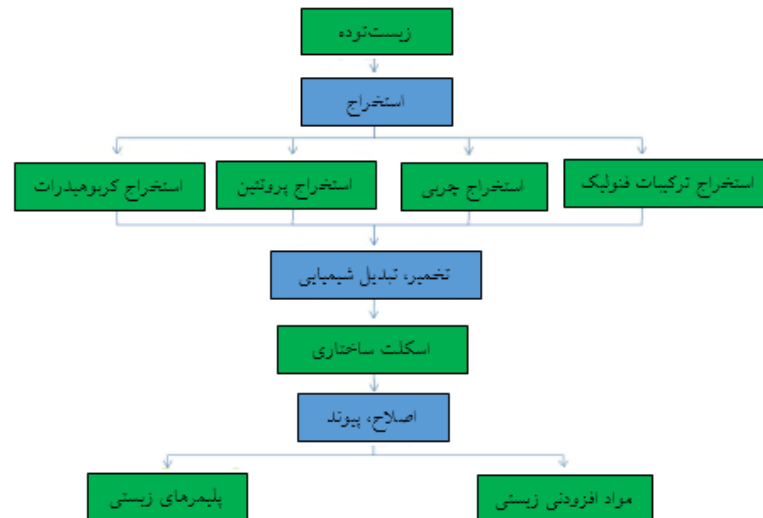 زیست‌توده
استخراج
استخراج ترکیبات فنولیک
استخراج چربی
استخراج پروتئین
استخراج کربوهیدرات
تخمیر، تبدیل شیمیایی
اسکلت ساختاری
اصلاح، پیوند
مواد افزودنی زیستی
پلیمرهای زیستی